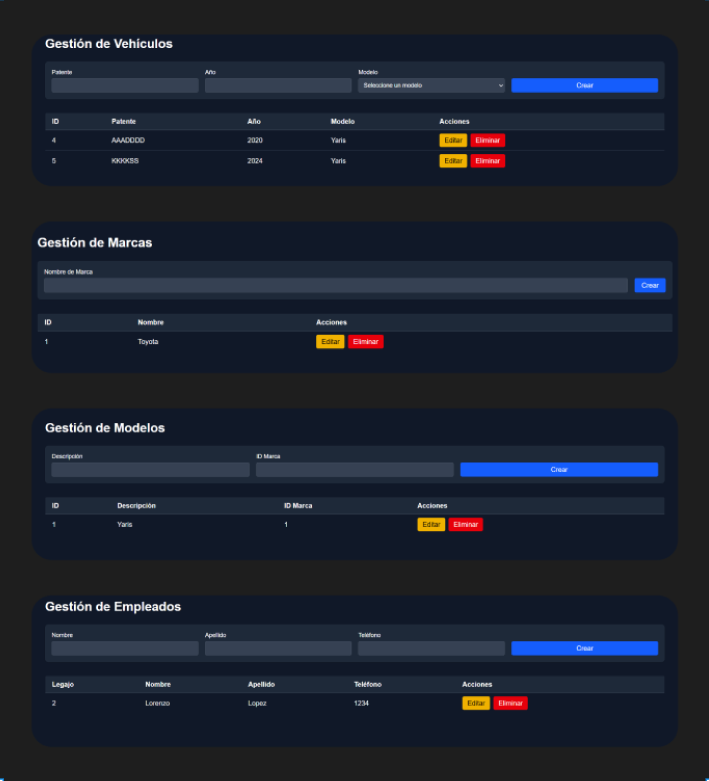 Gestión de Vehículos
Patente Año Modelo
Seleccione un modelo Crear
ID Patente Año Modelo Acciones
4 AAADDDD 2020 Yaris Editar Eliminar
5 KKKKSS 2024 Yaris Editar Eliminar
Gestión de Marcas
Nombre de Marca
Crear
ID Nombre Acciones
1 Toyota Editar Eliminar
Gestión de Modelos
Descripción ID Marca
Crear
ID Descripción ID Marca Acciones
1 Yaris 1 Editar Eliminar
Gestión de Empleados
Nombre Apellido Teléfono
Crear
Legajo Nombre Apellido Teléfono Acciones
2 Lorenzo Lopez 1234 Editar Eliminar